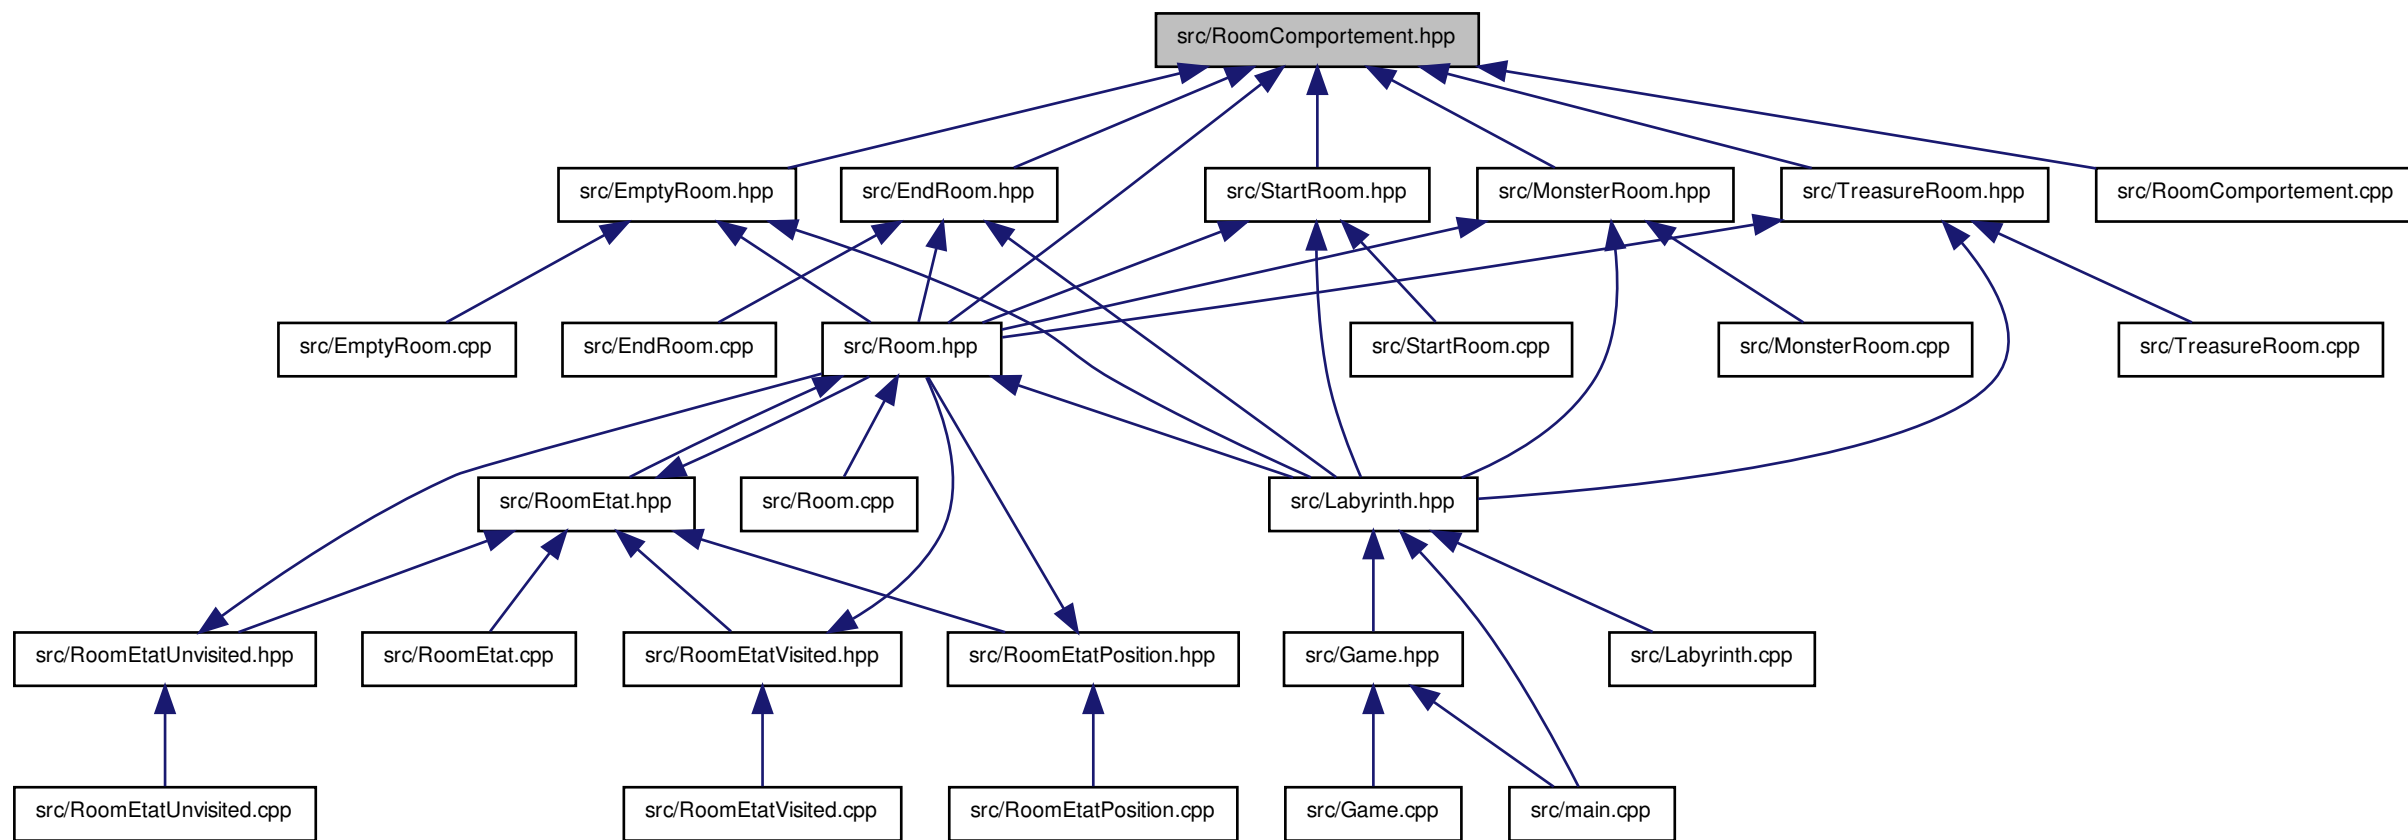 src/RoomComportement.hpp
src/EmptyRoom.hpp
src/EndRoom.hpp
src/StartRoom.hpp
src/MonsterRoom.hpp
src/TreasureRoom.hpp
src/RoomComportement.cpp
src/EmptyRoom.cpp
src/EndRoom.cpp
src/Room.hpp
src/StartRoom.cpp
src/MonsterRoom.cpp
src/TreasureRoom.cpp
src/RoomEtat.hpp
src/Room.cpp
src/Labyrinth.hpp
src/RoomEtatUnvisited.hpp
src/RoomEtat.cpp
src/RoomEtatVisited.hpp
src/RoomEtatPosition.hpp
src/Game.hpp
src/Labyrinth.cpp
src/RoomEtatUnvisited.cpp
src/RoomEtatVisited.cpp
src/RoomEtatPosition.cpp
src/Game.cpp
src/main.cpp